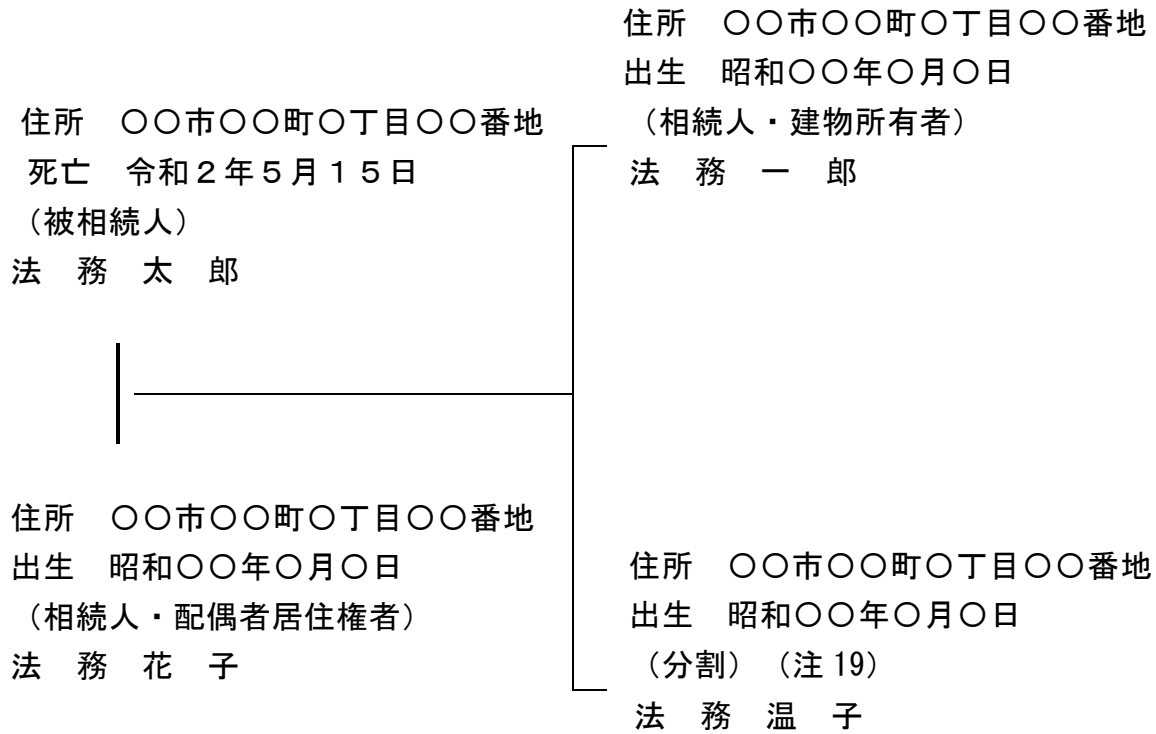 住所　〇〇市〇〇町〇丁目〇〇番地
死亡　令和２年５月１５日
（被相続人）
法　務　太　郎
住所　〇〇市〇〇町〇丁目〇〇番地
出生　昭和〇〇年〇月〇日
（相続人・配偶者居住権者）
法　務　花　子
住所　〇〇市〇〇町〇丁目〇〇番地
出生　昭和〇〇年〇月〇日
（相続人・建物所有者）
法　務　一　郎
住所　〇〇市〇〇町〇丁目〇〇番地
出生　昭和〇〇年〇月〇日
（分割）（注 19）
法　務　温　子